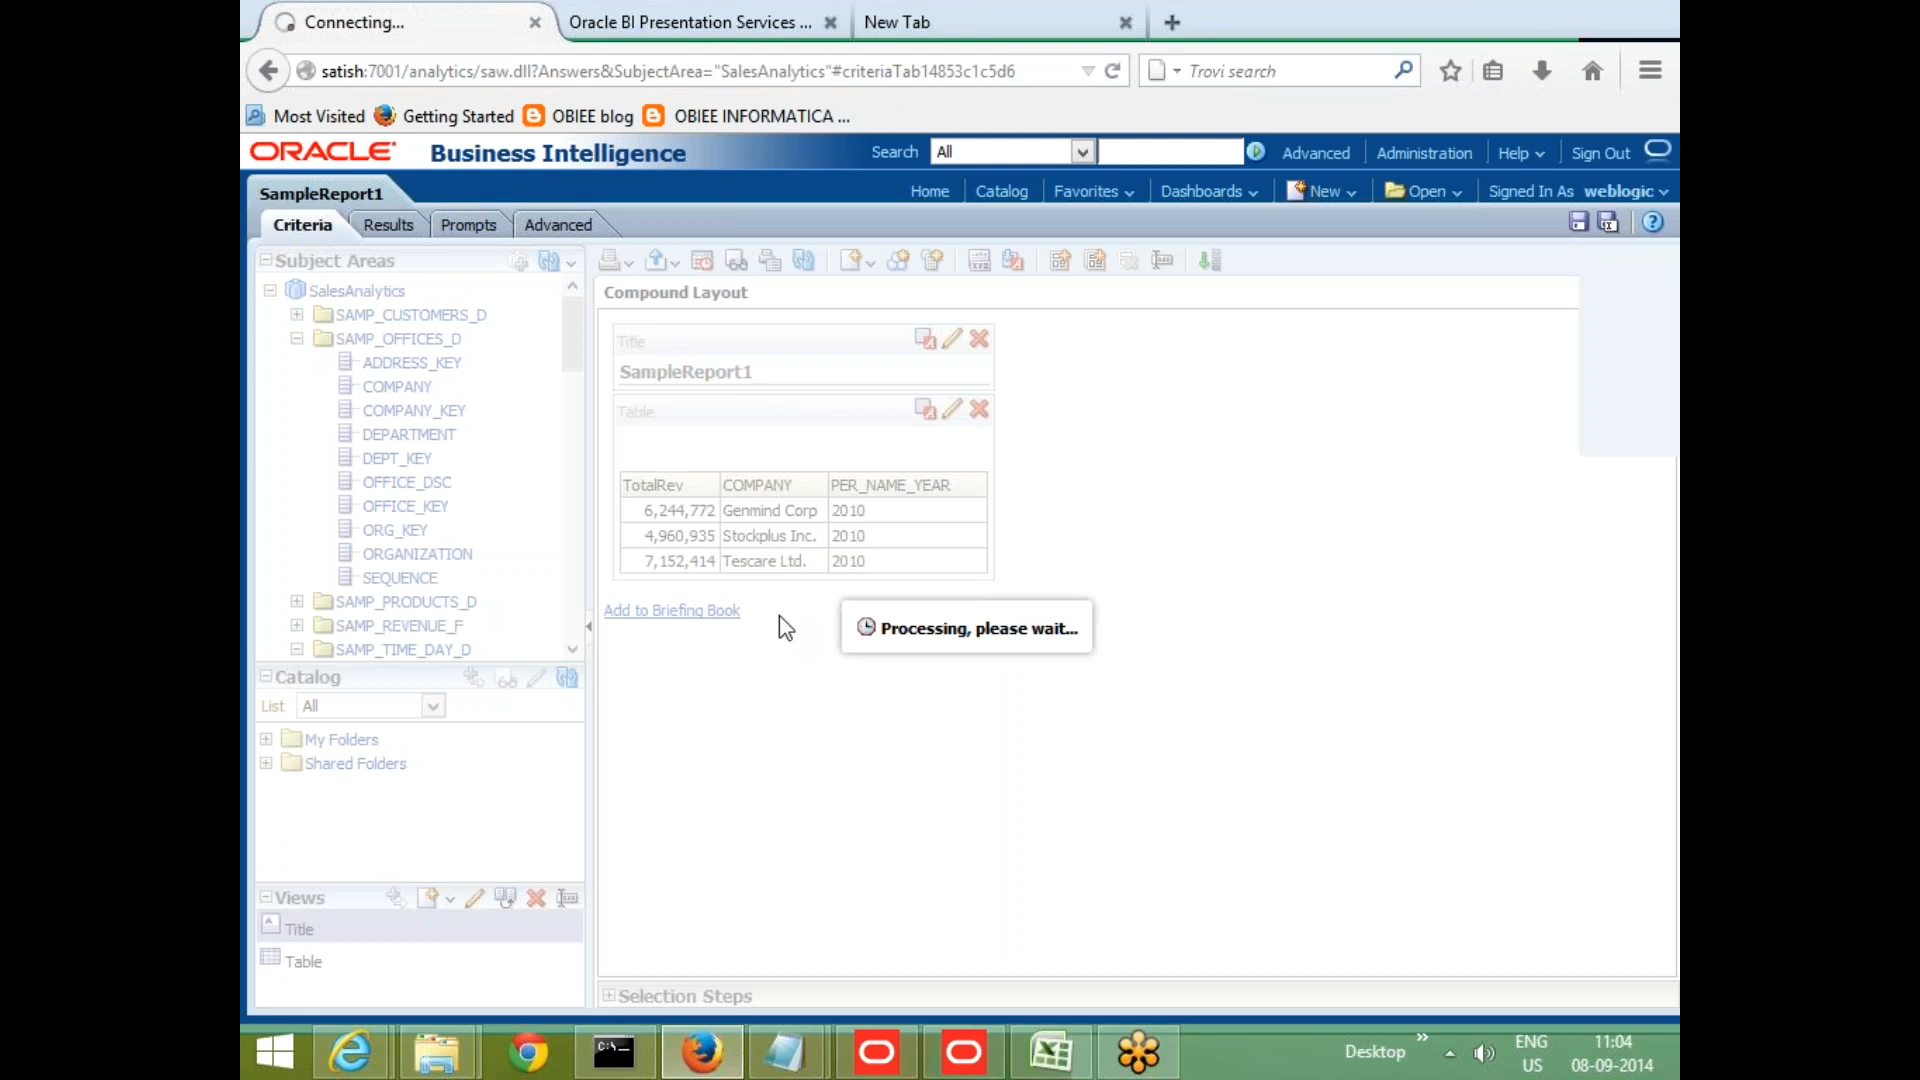 Connecting...
Oracle BI Presentation Services ...
New Tab
satish:7001/analytics/saw.dll?Answers&SubjectArea="SalesAnalytics"#criteriaTab14853c1c5d6
Trovi search
Most Visited
Getting Started
OBIEE blog
OBIEE INFORMATICA ...
ORACLE Business Intelligence
Search All
Advanced
Administration
Help
Sign Out
SampleReport1
Home
Catalog
Favorites
Dashboards
New
Open
Signed In As weblogic
Criteria
Results
Prompts
Advanced
Subject Areas
SalesAnalytics
SAMP_CUSTOMERS_D
SAMP_OFFICES_D
ADDRESS_KEY
COMPANY
COMPANY_KEY
DEPARTMENT
DEPT_KEY
OFFICE_DSC
OFFICE_KEY
ORG_KEY
ORGANIZATION
SEQUENCE
SAMP_PRODUCTS_D
SAMP_REVENUE_F
SAMP_TIME_DAY_D
Catalog
List All
My Folders
Shared Folders
Views
Title
Table
Compound Layout
Title
SampleReport1
Table
TotalRev COMPANY PER_NAME_YEAR
6,244,772 Genmind Corp 2010
4,960,935 Stockplus Inc. 2010
7,152,414 Tescare Ltd. 2010
Add to Briefing Book
Processing, please wait...
Selection Steps
C:\
Desktop
ENG
US
11:04
08-09-2014